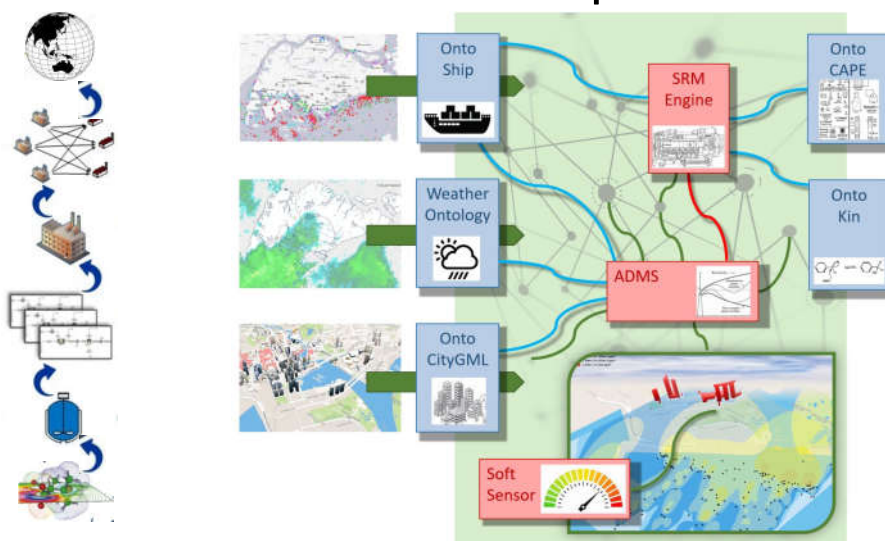 Onto
Ship
SRM
Engine
Onto
CAPE
Weather
Ontology
Onto
Kin
ADMS
Onto
CityGML
Soft
Sensor